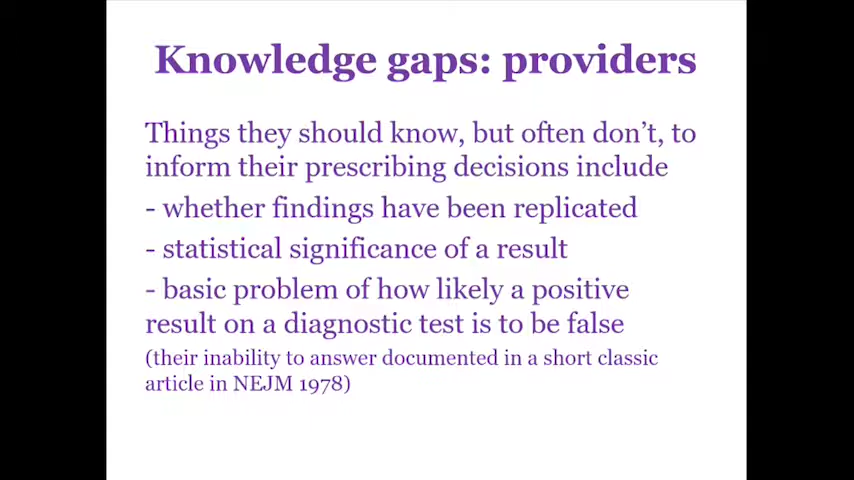 Knowledge gaps: providers
Things they should know, but often don’t, to
inform their prescribing decisions include
- whether findings have been replicated
- statistical significance of a result
- basic problem of how likely a positive
result on a diagnostic test is to be false
(their inability to answer documented in a short classic
article in NEJM 1978)